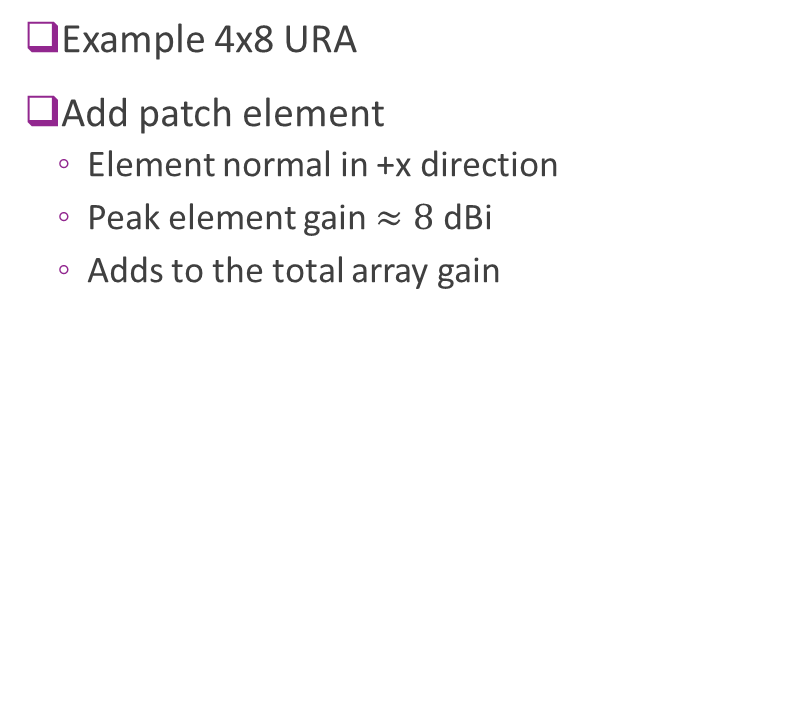 ❑Example 4x8 URA
❑Add patch element
◦ Element normal in +x direction
◦ Peak element gain ≈ 8 dBi
◦ Adds to the total array gain